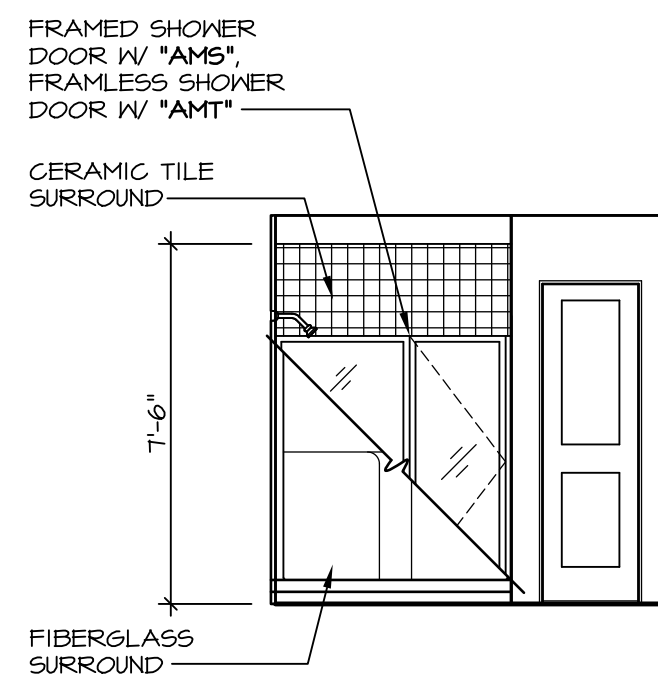 FRAMED SHOWER
DOOR W/ "AMS",
FRAMLESS SHOWER
DOOR W/ "AMT"
CERAMIC TILE
SURROUND
7'-6"
FIBERGLASS
SURROUND